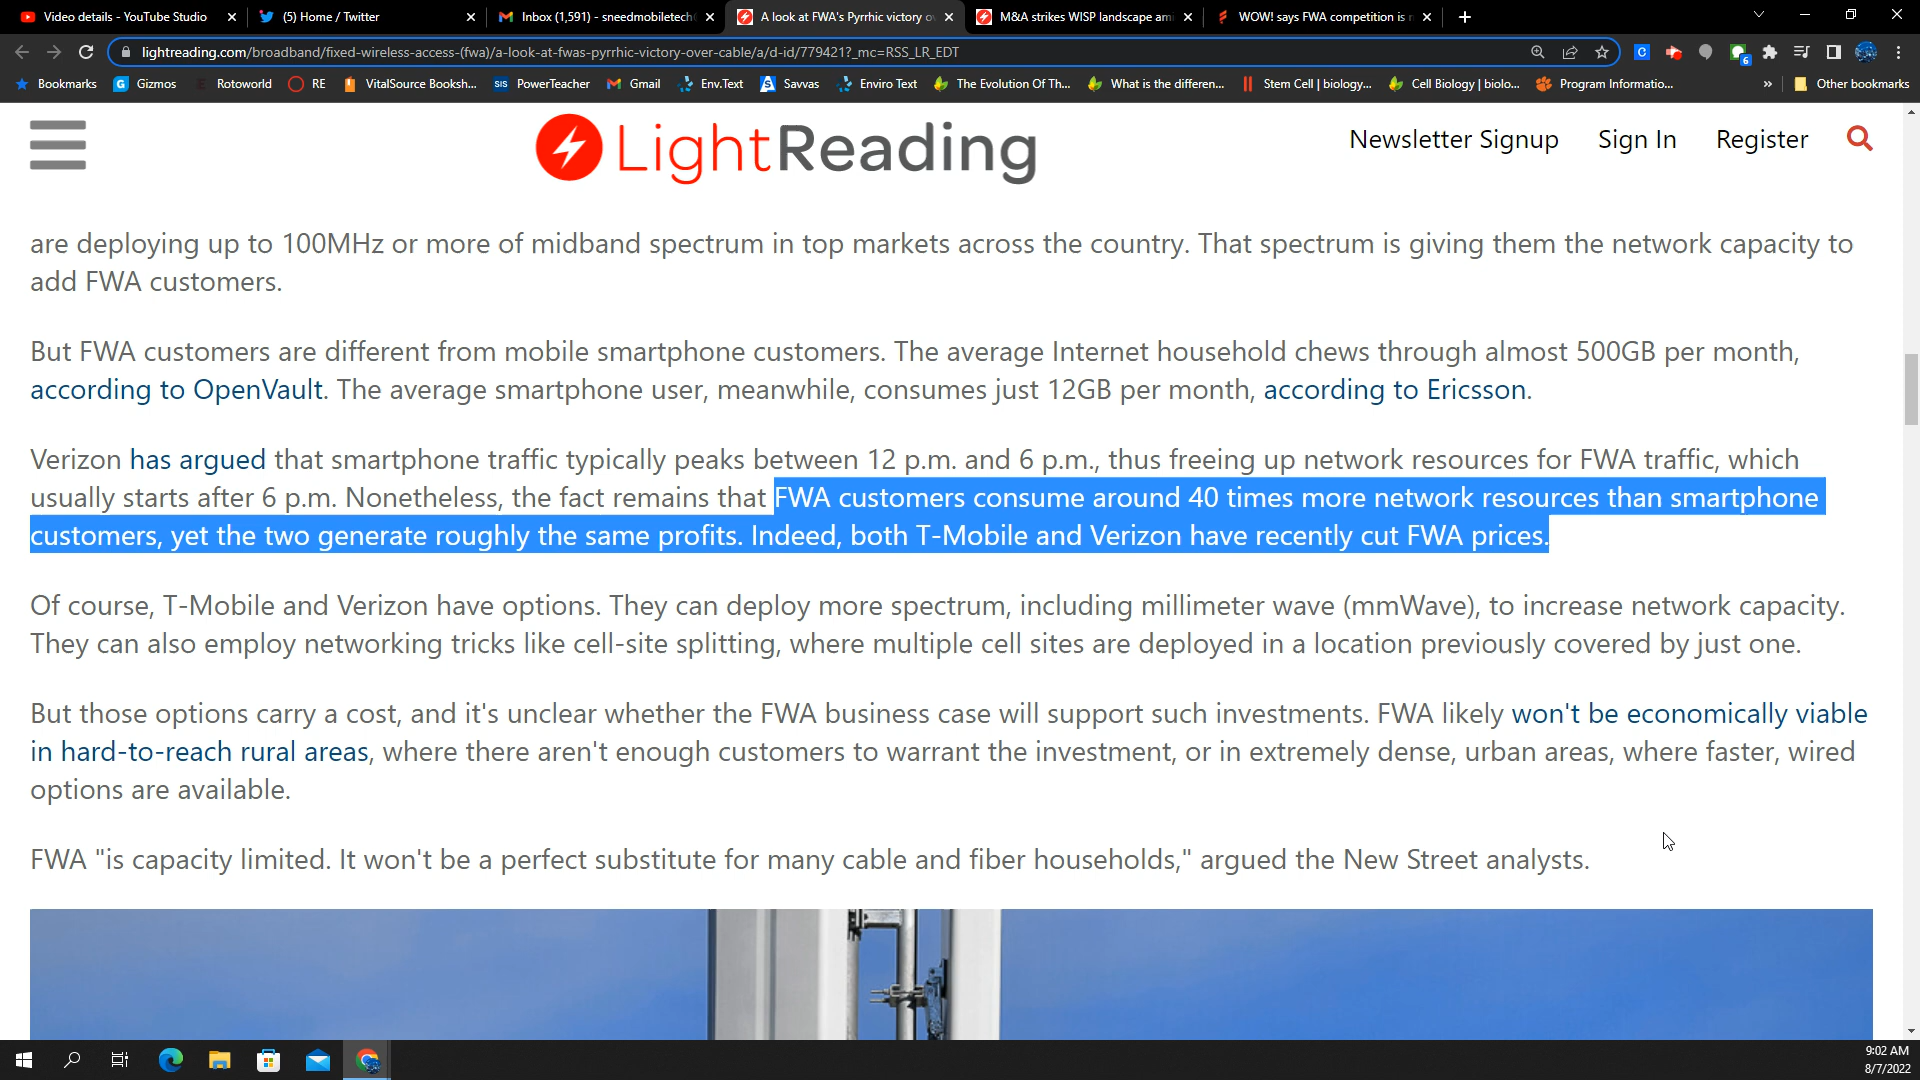 Video details - YouTube Studio
(5) Home / Twitter
Inbox (1,591) - sneedmobiletech
A look at FWA's Pyrrhic victory o
M&A strikes WISP landscape am
WOW! says FWA competition is
lightreading.com/broadband/fixed-wireless-access-(fwa)/a-look-at-fwas-pyrrhic-victory-over-cable/a/d-id/779421?_mc=RSS_LR_EDT
6
Bookmarks
Gizmos
Rotoworld
RE
VitalSource Booksh...
SIS PowerTeacher
Gmail
Env.Text
Savvas
Enviro Text
The Evolution Of Th...
What is the differen...
Stem Cell | biology...
Cell Biology | biolo...
Program Informatio...
»
Other bookmarks
LightReading
Newsletter Signup
Sign In
Register
are deploying up to 100MHz or more of midband spectrum in top markets across the country. That spectrum is giving them the network capacity to
add FWA customers.
But FWA customers are different from mobile smartphone customers. The average Internet household chews through almost 500GB per month,
according to OpenVault. The average smartphone user, meanwhile, consumes just 12GB per month, according to Ericsson.
Verizon has argued that smartphone traffic typically peaks between 12 p.m. and 6 p.m., thus freeing up network resources for FWA traffic, which
usually starts after 6 p.m. Nonetheless, the fact remains that FWA customers consume around 40 times more network resources than smartphone
customers, yet the two generate roughly the same profits. Indeed, both T-Mobile and Verizon have recently cut FWA prices.
Of course, T-Mobile and Verizon have options. They can deploy more spectrum, including millimeter wave (mmWave), to increase network capacity.
They can also employ networking tricks like cell-site splitting, where multiple cell sites are deployed in a location previously covered by just one.
But those options carry a cost, and it's unclear whether the FWA business case will support such investments. FWA likely won't be economically viable
in hard-to-reach rural areas, where there aren't enough customers to warrant the investment, or in extremely dense, urban areas, where faster, wired
options are available.
FWA "is capacity limited. It won't be a perfect substitute for many cable and fiber households," argued the New Street analysts.
9:02 AM
8/7/2022